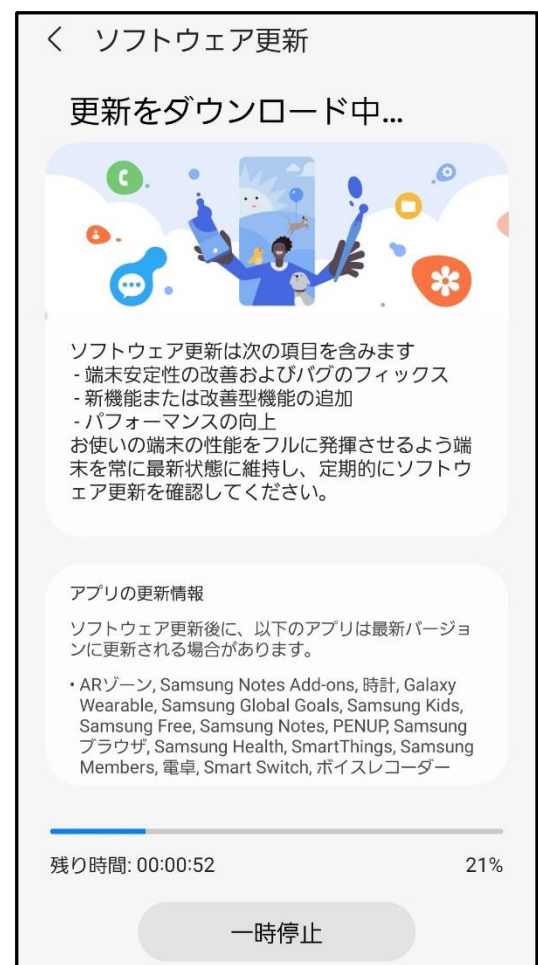 ソフトウェア更新
更新をダウンロード中...
ソフトウェア更新は次の項目を含みます
- 端末安定性の改善およびバグのフィックス
- 新機能または改善型機能の追加
- パフォーマンスの向上
お使いの端末の性能をフルに発揮させるよう端
末を常に最新状態に維持し、定期的にソフトウ
ェア更新を確認してください。
アプリの更新情報
ソフトウェア更新後に、以下のアプリは最新バージョ
ンに更新される場合があります。
• ARゾーン, Samsung Notes Add-ons, 時計, Galaxy
Wearable, Samsung Global Goals, Samsung Kids,
Samsung Free, Samsung Notes, PENUP, Samsung
ブラウザ, Samsung Health, SmartThings, Samsung
Members, 電卓, Smart Switch, ボイスレコーダー
残り時間: 00:00:52 21%
一時停止